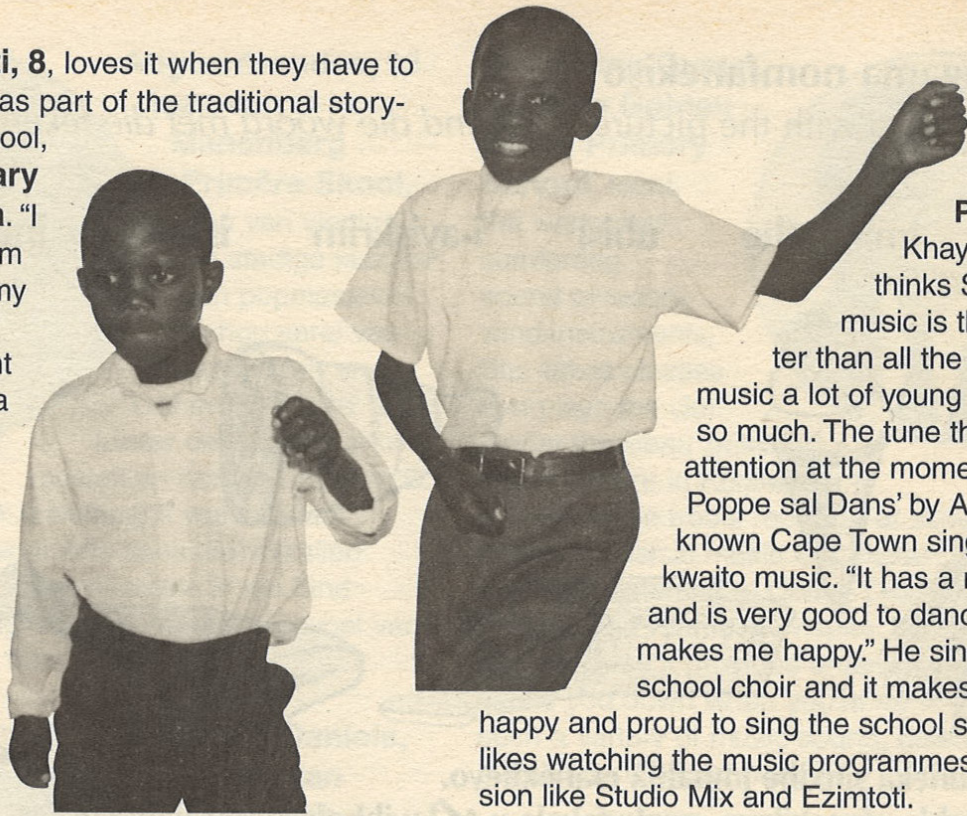 i, 8, loves it when they have to
as part of the traditional story-
ool,
ary
. “I
m
my
nt
a
F
Khay
thinks S
music is th
ter than all the
music a lot of young
so much. The tune th
attention at the mome
Poppe sal Dans’ by A
known Cape Town sing
kwaito music. “It has a r
and is very good to danc
makes me happy.” He sin
school choir and it makes
happy and proud to sing the school s
likes watching the music programmes
sion like Studio Mix and Ezimtoti.